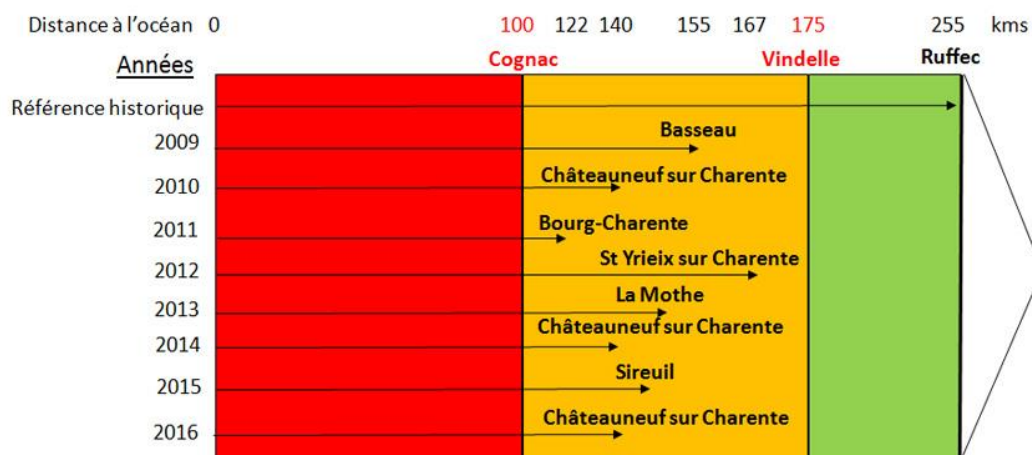 Distance à l'océan 0 100 122 140 155 167 175 255 kms
Cognac Vindelle Ruffec
Années
Référence historique
2009 Basseau
2010 Châteauneuf sur Charente
2011 Bourg-Charente
2012 St Yrieix sur Charente
2013 La Mothe
2014 Châteauneuf sur Charente
2015 Sireuil
2016 Châteauneuf sur Charente